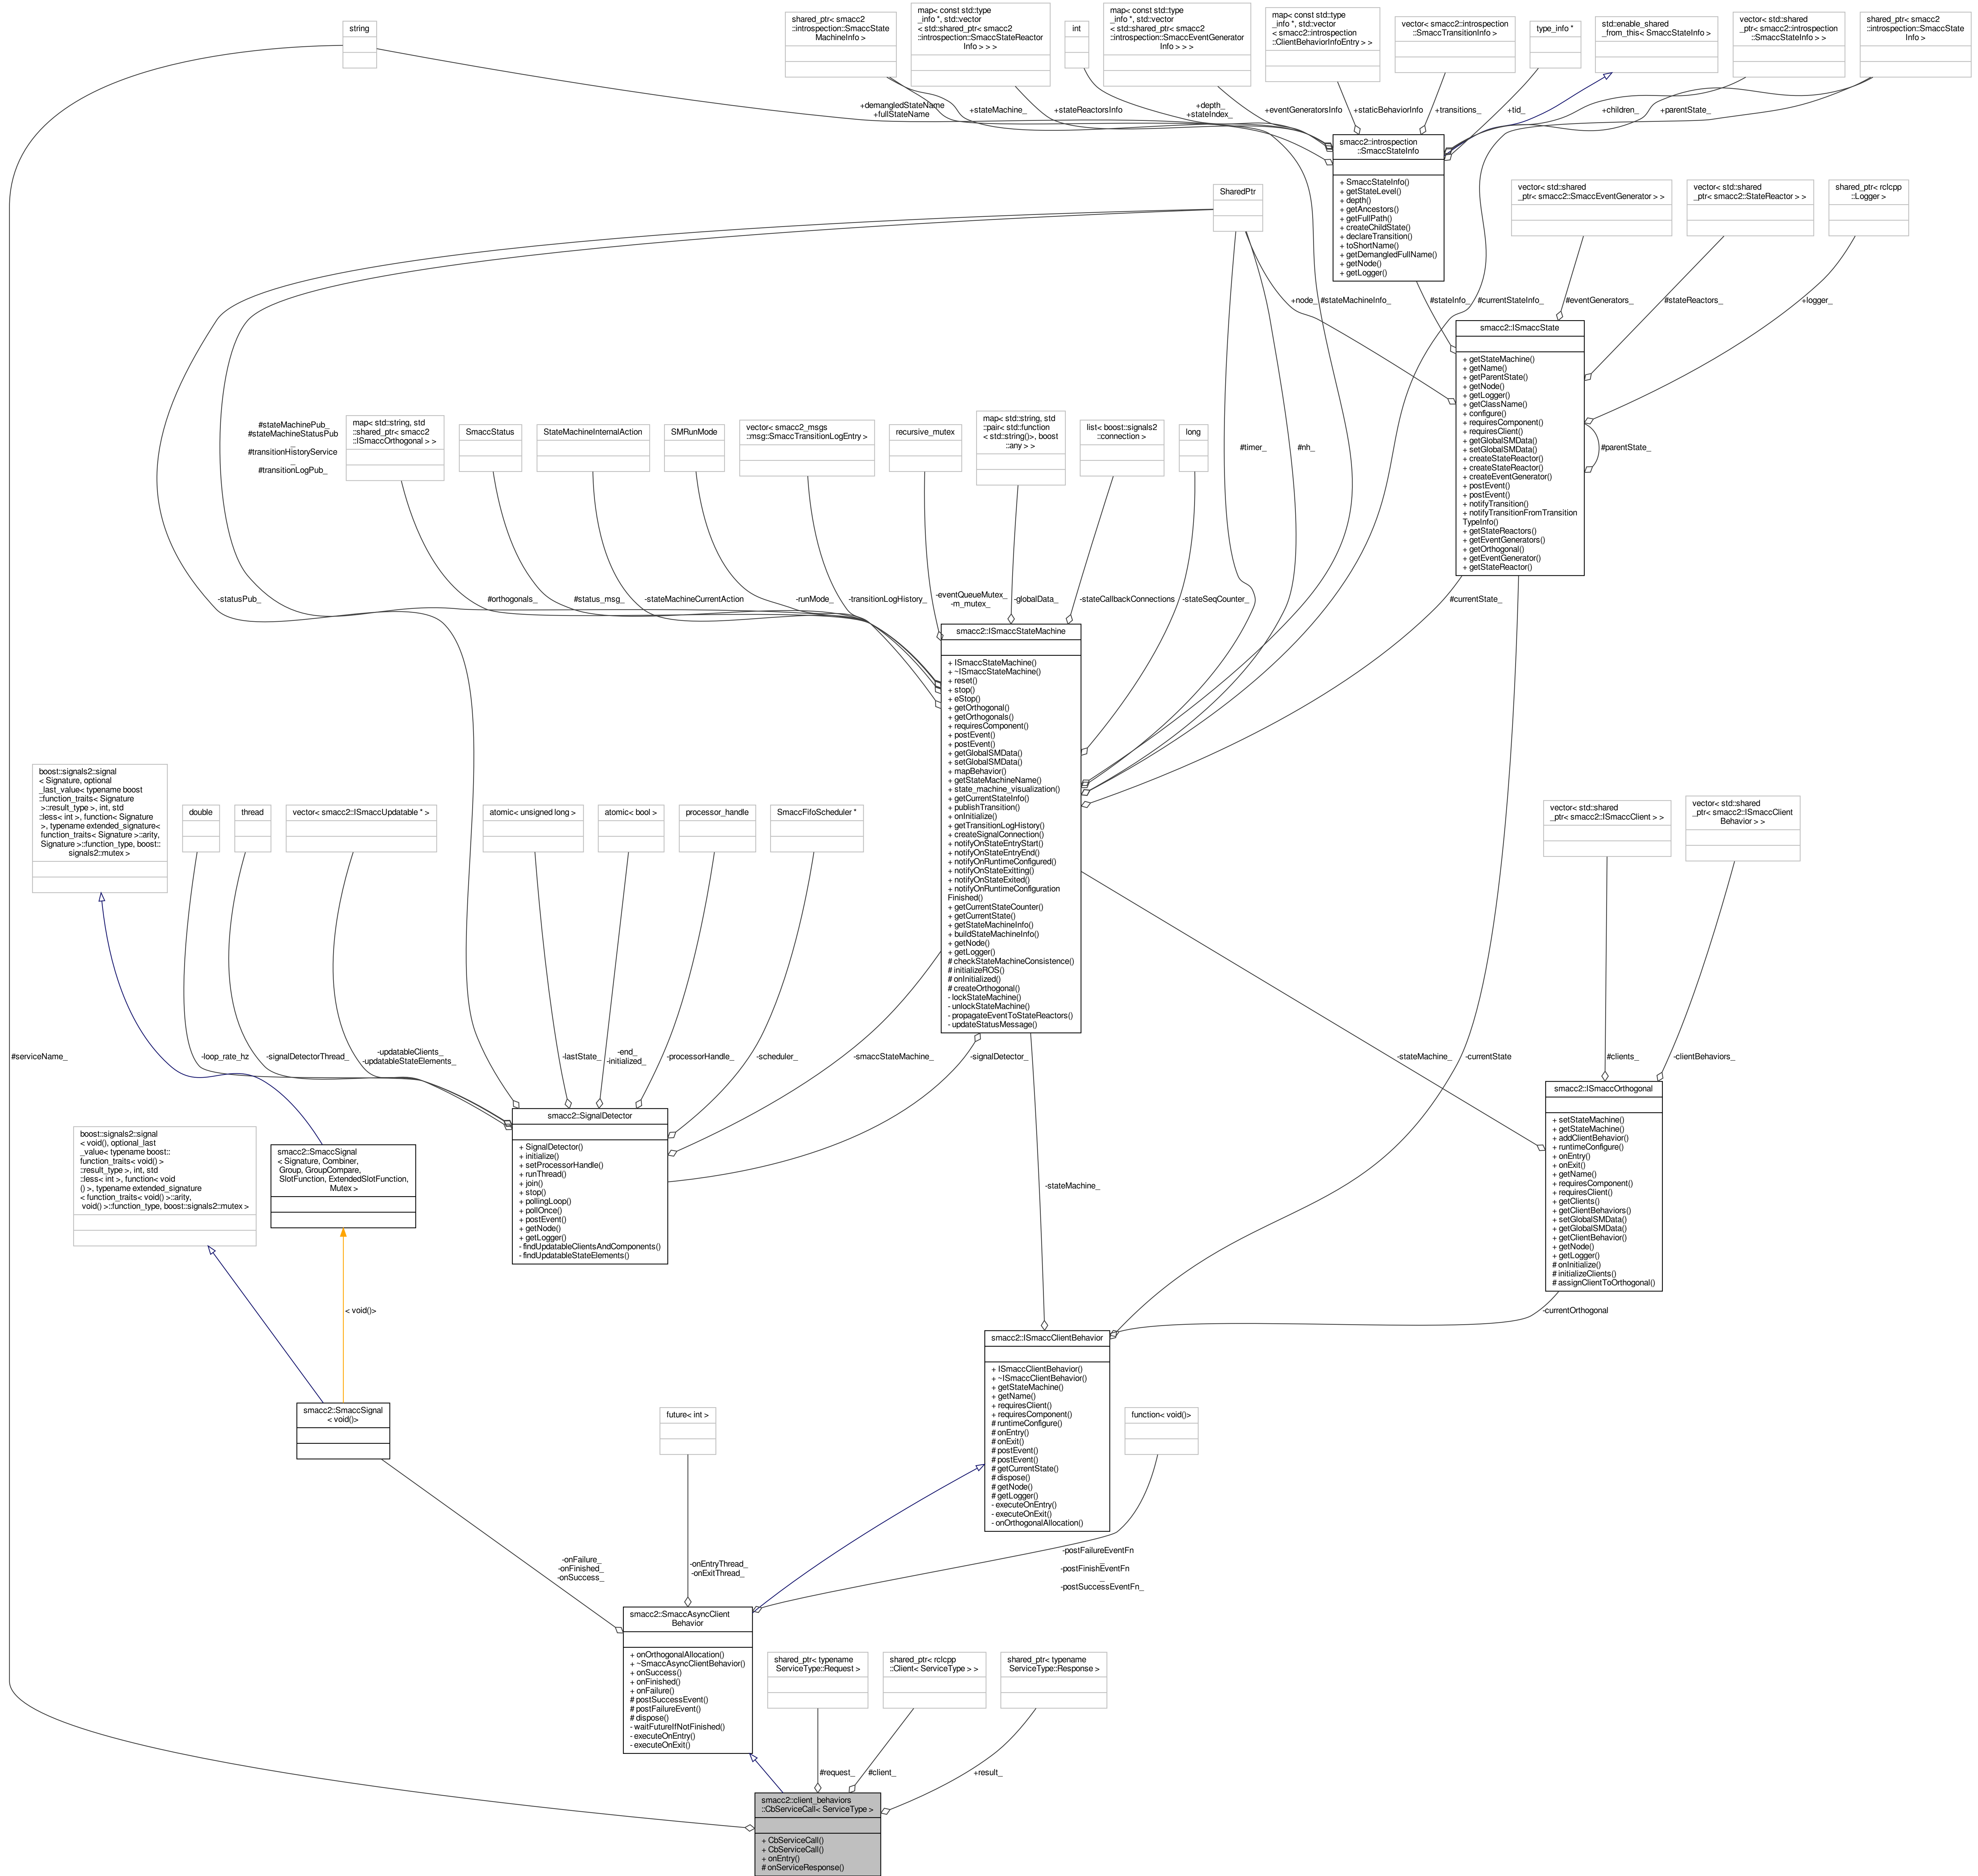 string
shared_ptr< smacc2
::introspection::SmaccState
MachineInfo >
map< const std::type
_info *, std::vector
< std::shared_ptr< smacc2
::introspection::SmaccStateReactor
Info > > >
int
map< const std::type
_info *, std::vector
< std::shared_ptr< smacc2
::introspection::SmaccEventGenerator
Info > > >
map< const std::type
_info *, std::vector
< smacc2::introspection
::ClientBehaviorInfoEntry > >
vector< smacc2::introspection
::SmaccTransitionInfo >
type_info *
std::enable_shared
_from_this< SmaccStateInfo >
vector< std::shared
_ptr< smacc2::introspection
::SmaccStateInfo > >
shared_ptr< smacc2
::introspection::SmaccState
Info >
+demangledStateName
+fullStateName
+stateMachine_
+stateReactorsInfo
+depth_
+stateIndex_
+eventGeneratorsInfo
+staticBehaviorInfo
+transitions_
+tid_
+children_
+parentState_
smacc2::introspection
::SmaccStateInfo
+ SmaccStateInfo()
+ getStateLevel()
+ depth()
+ getAncestors()
+ getFullPath()
+ createChildState()
+ declareTransition()
+ toShortName()
+ getDemangledFullName()
+ getNode()
+ getLogger()
SharedPtr
vector< std::shared
_ptr< smacc2::SmaccEventGenerator > >
vector< std::shared
_ptr< smacc2::StateReactor > >
shared_ptr< rclcpp
::Logger >
+node_
#stateMachineInfo_
#stateInfo_
#currentStateInfo_
#eventGenerators_
#stateReactors_
+logger_
smacc2::ISmaccState
+ getStateMachine()
+ getName()
+ getParentState()
+ getNode()
+ getLogger()
+ getClassName()
+ configure()
+ requiresComponent()
+ requiresClient()
+ getGlobalSMData()
+ setGlobalSMData()
+ createStateReactor()
+ createStateReactor()
+ createEventGenerator()
+ postEvent()
+ postEvent()
+ notifyTransition()
+ notifyTransitionFromTransition
TypeInfo()
+ getStateReactors()
+ getEventGenerators()
+ getOrthogonal()
+ getEventGenerator()
+ getStateReactor()
#parentState_
#stateMachinePub_
#stateMachineStatusPub
_
#transitionHistoryService
_
#transitionLogPub_
map< std::string, std
::shared_ptr< smacc2
::ISmaccOrthogonal > >
SmaccStatus
StateMachineInternalAction
SMRunMode
vector< smacc2_msgs
::msg::SmaccTransitionLogEntry >
recursive_mutex
map< std::string, std
::pair< std::function
< std::string()>, boost
::any > >
list< boost::signals2
::connection >
long
#timer_
#nh_
-statusPub_
#orthogonals_
#status_msg_
-stateMachineCurrentAction
-runMode_
-transitionLogHistory_
-eventQueueMutex_
-m_mutex_
-globalData_
-stateCallbackConnections
-stateSeqCounter_
#currentState_
smacc2::ISmaccStateMachine
+ ISmaccStateMachine()
+ ~ISmaccStateMachine()
+ reset()
+ stop()
+ eStop()
+ getOrthogonal()
+ getOrthogonals()
+ requiresComponent()
+ postEvent()
+ postEvent()
+ getGlobalSMData()
+ setGlobalSMData()
+ mapBehavior()
+ getStateMachineName()
+ state_machine_visualization()
+ getCurrentStateInfo()
+ publishTransition()
+ onInitialize()
+ getTransitionLogHistory()
+ createSignalConnection()
+ notifyOnStateEntryStart()
+ notifyOnStateEntryEnd()
+ notifyOnRuntimeConfigured()
+ notifyOnStateExitting()
+ notifyOnStateExited()
+ notifyOnRuntimeConfiguration
Finished()
+ getCurrentStateCounter()
+ getCurrentState()
+ getStateMachineInfo()
+ buildStateMachineInfo()
+ getNode()
+ getLogger()
# checkStateMachineConsistence()
# initializeROS()
# onInitialized()
# createOrthogonal()
- lockStateMachine()
- unlockStateMachine()
- propagateEventToStateReactors()
- updateStatusMessage()
boost::signals2::signal
< Signature, optional
_last_value< typename boost
::function_traits< Signature
>::result_type >, int, std
::less< int >, function< Signature
>, typename extended_signature<
function_traits< Signature >::arity,
Signature >::function_type, boost::
signals2::mutex >
double
thread
vector< smacc2::ISmaccUpdatable * >
atomic< unsigned long >
atomic< bool >
processor_handle
SmaccFifoScheduler *
vector< std::shared
_ptr< smacc2::ISmaccClient > >
vector< std::shared
_ptr< smacc2::ISmaccClient
Behavior > >
#serviceName_
-loop_rate_hz
-signalDetectorThread_
-updatableClients_
-updatableStateElements_
-lastState_
-end_
-initialized_
-processorHandle_
-scheduler_
-smaccStateMachine_
-signalDetector_
-stateMachine_
-currentState
#clients_
-clientBehaviors_
smacc2::SignalDetector
+ SignalDetector()
+ initialize()
+ setProcessorHandle()
+ runThread()
+ join()
+ stop()
+ pollingLoop()
+ pollOnce()
+ postEvent()
+ getNode()
+ getLogger()
- findUpdatableClientsAndComponents()
- findUpdatableStateElements()
smacc2::ISmaccOrthogonal
+ setStateMachine()
+ getStateMachine()
+ addClientBehavior()
+ runtimeConfigure()
+ onEntry()
+ onExit()
+ getName()
+ requiresComponent()
+ requiresClient()
+ getClients()
+ getClientBehaviors()
+ setGlobalSMData()
+ getGlobalSMData()
+ getClientBehavior()
+ getNode()
+ getLogger()
# onInitialize()
# initializeClients()
# assignClientToOrthogonal()
boost::signals2::signal
< void(), optional_last
_value< typename boost::
function_traits< void() >
::result_type >, int, std
::less< int >, function< void
() >, typename extended_signature
< function_traits< void() >::arity,
void() >::function_type, boost::signals2::mutex >
smacc2::SmaccSignal
< Signature, Combiner,
Group, GroupCompare,
SlotFunction, ExtendedSlotFunction,
Mutex >
-stateMachine_
< void()>
-currentOrthogonal
smacc2::ISmaccClientBehavior
+ ISmaccClientBehavior()
+ ~ISmaccClientBehavior()
+ getStateMachine()
+ getName()
+ requiresClient()
+ requiresComponent()
# runtimeConfigure()
# onEntry()
# onExit()
# postEvent()
# postEvent()
# getCurrentState()
# dispose()
# getNode()
# getLogger()
- executeOnEntry()
- executeOnExit()
- onOrthogonalAllocation()
smacc2::SmaccSignal
< void()>
future< int >
function< void()>
-onFailure_
-onFinished_
-onSuccess_
-onEntryThread_
-onExitThread_
-postFailureEventFn
_
-postFinishEventFn
_
-postSuccessEventFn_
smacc2::SmaccAsyncClient
Behavior
+ onOrthogonalAllocation()
+ ~SmaccAsyncClientBehavior()
+ onSuccess()
+ onFinished()
+ onFailure()
# postSuccessEvent()
# postFailureEvent()
# dispose()
- waitFutureIfNotFinished()
- executeOnEntry()
- executeOnExit()
shared_ptr< typename
ServiceType::Request >
shared_ptr< rclcpp
::Client< ServiceType > >
shared_ptr< typename
ServiceType::Response >
#request_
#client_
+result_
smacc2::client_behaviors
::CbServiceCall< ServiceType >
+ CbServiceCall()
+ CbServiceCall()
+ onEntry()
# onServiceResponse()